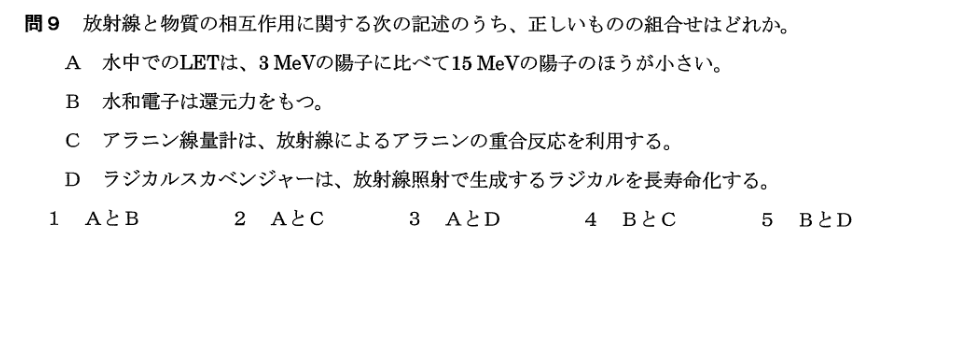 問9 放射線と物質の相互作用に関する次の記述のうち、正しいものの組合せはどれか。
A 水中でのLETは、3 MeVの陽子に比べて15 MeVの陽子のほうが小さい。
B 水和電子は還元力をもつ。
C アラニン線量計は、放射線によるアラニンの重合反応を利用する。
D ラジカルスカベンジャーは、放射線照射で生成するラジカルを長寿命化する。
1 AとB 2 AとC 3 AとD 4 BとC 5 BとD